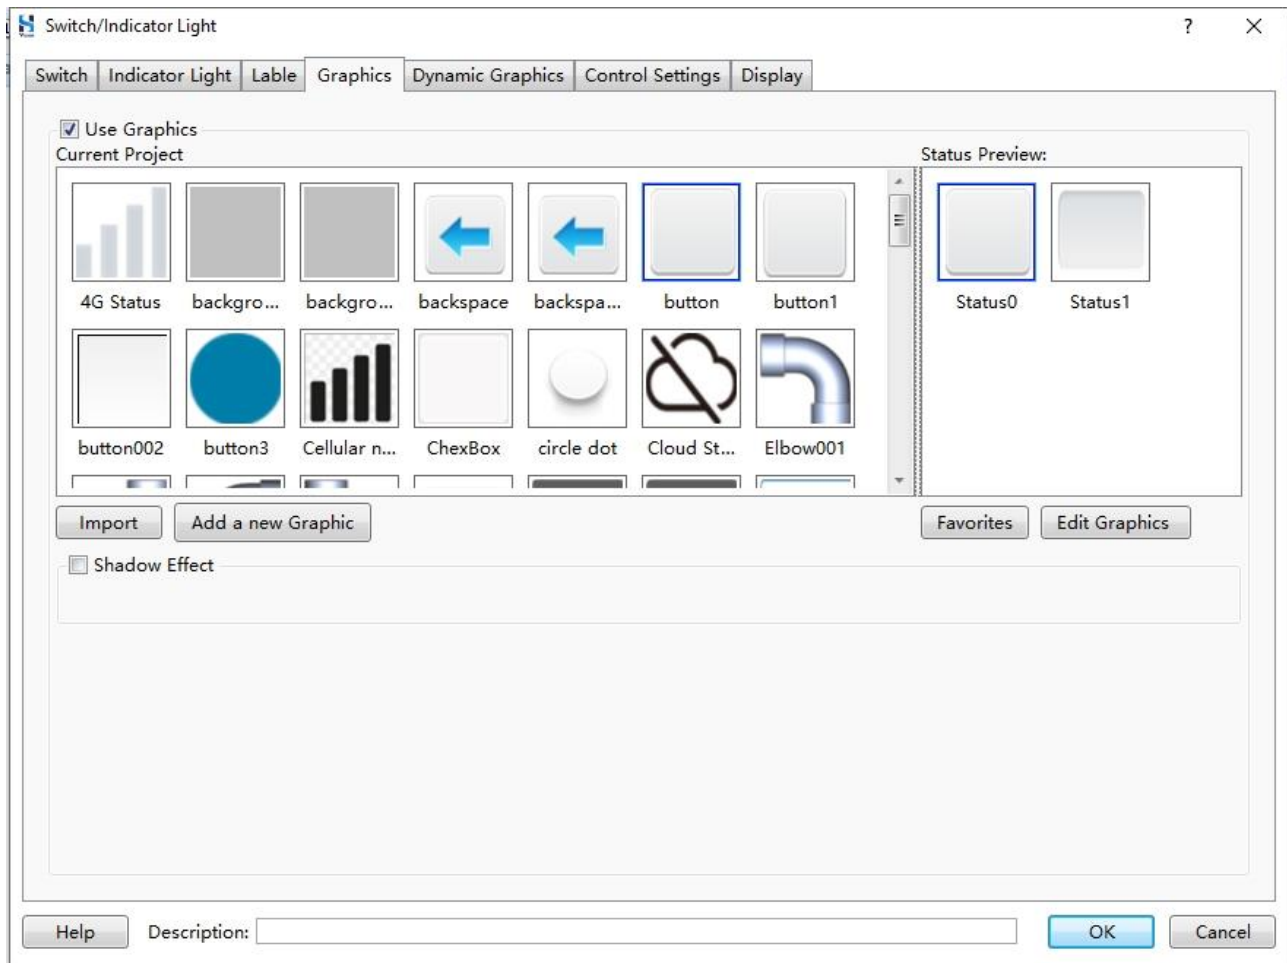 Switch/Indicator Light
?
Switch Indicator Light Lable Graphics Dynamic Graphics Control Settings Display
Use Graphics
Current Project Status Preview:
4G Status backgro... backgro... backspace backspa... button button1 Status0 Status1
button002 button3 Cellular n... ChexBox circle dot Cloud St... Elbow001
Import Add a new Graphic Favorites Edit Graphics
Shadow Effect
Help Description: OK Cancel